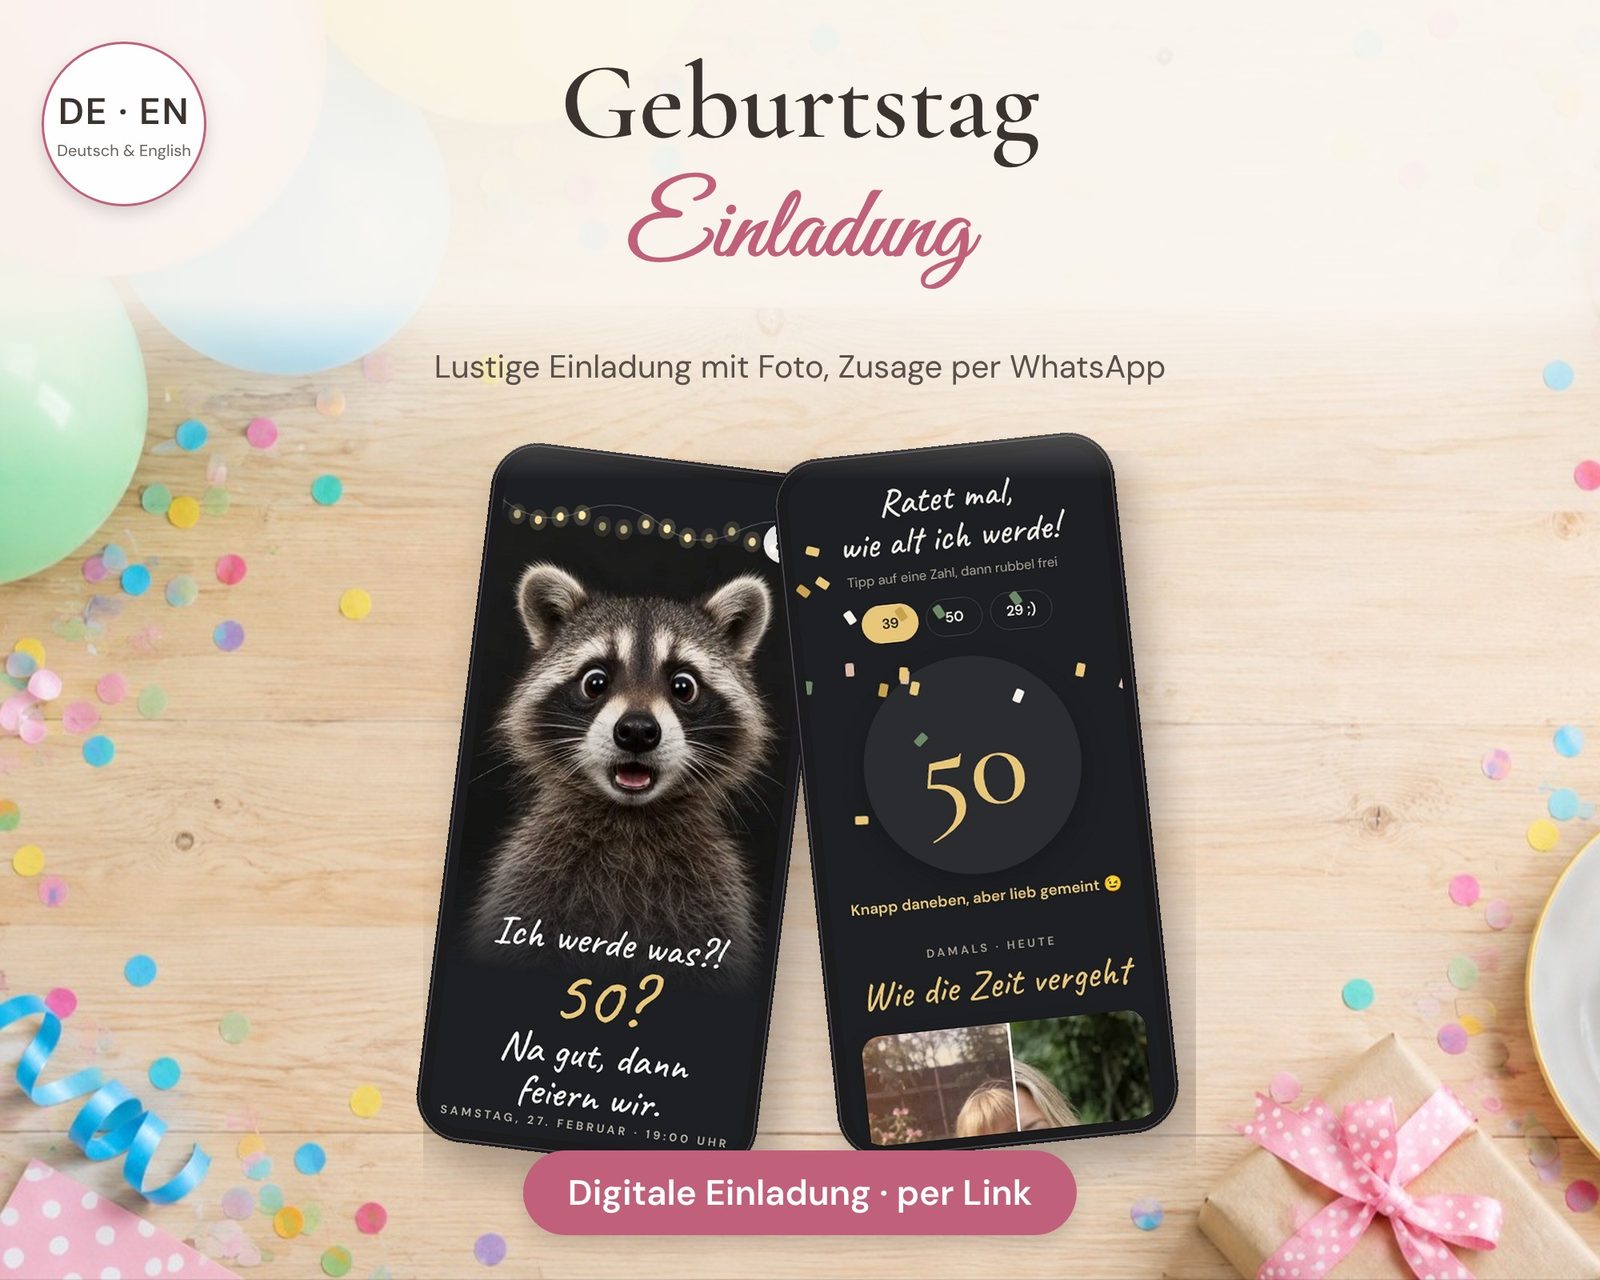 DE · EN
Deutsch & English
Geburtstag
Einladung
Lustige Einladung mit Foto, Zusage per WhatsApp
Ich werde was?!
50?
Na gut, dann
feiern wir.
SAMSTAG, 27. FEBRUAR · 19:00 UHR
Ratet mal,
wie alt ich werde!
Tipp auf eine Zahl, dann rubbel frei
39 50 29 ;)
50
Knapp daneben, aber lieb gemeint 😉
DAMALS · HEUTE
Wie die Zeit vergeht
Digitale Einladung · per Link